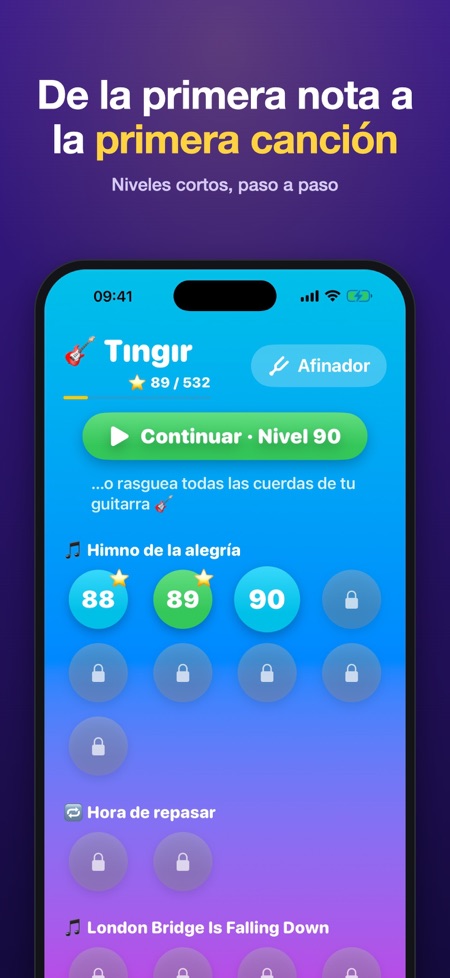 De la primera nota a
la primera canción
Niveles cortos, paso a paso
09:41
Tıngır
89 / 532
Afinador
Continuar · Nivel 90
...o rasguea todas las cuerdas de tu
guitarra
Himno de la alegría
88
89
90
Hora de repasar
London Bridge Is Falling Down